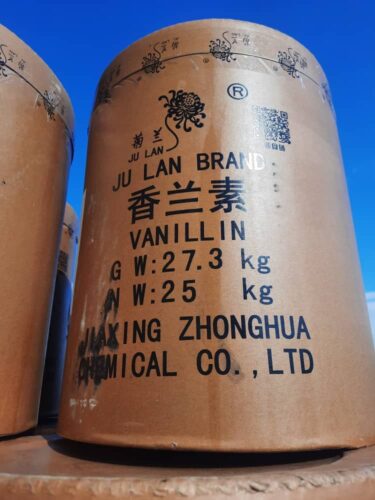 ®
菊兰
JU LAN
JU LAN BRAND
香兰素
VANILLIN
G W:27.3 kg
N W:25 kg
JIAXING ZHONGHUA
CHEMICAL CO.,LTD